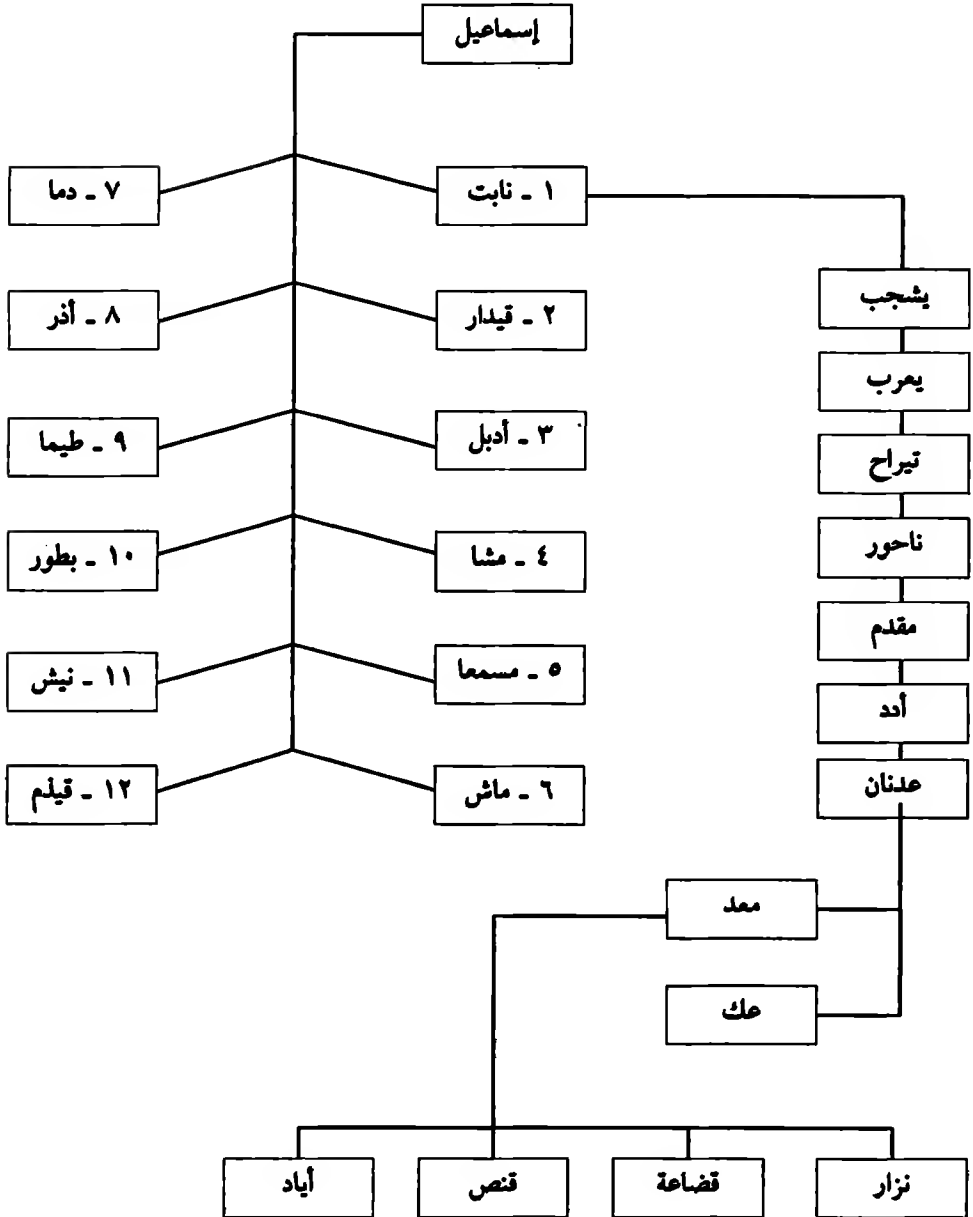 إسماعيل
١ - نابت
٢ - قيدار
٣ - أدبل
٤ - مشا
٥ - مسمعا
٦ - ماش
٧ - دما
٨ - أذر
٩ - طيما
١٠ - بطور
١١ - نيش
١٢ - قيذم
يشجب
يعرب
تيراح
ناحور
مقدم
أدد
عدنان
معد
عك
نزار
قضاعة
قنص
أياد